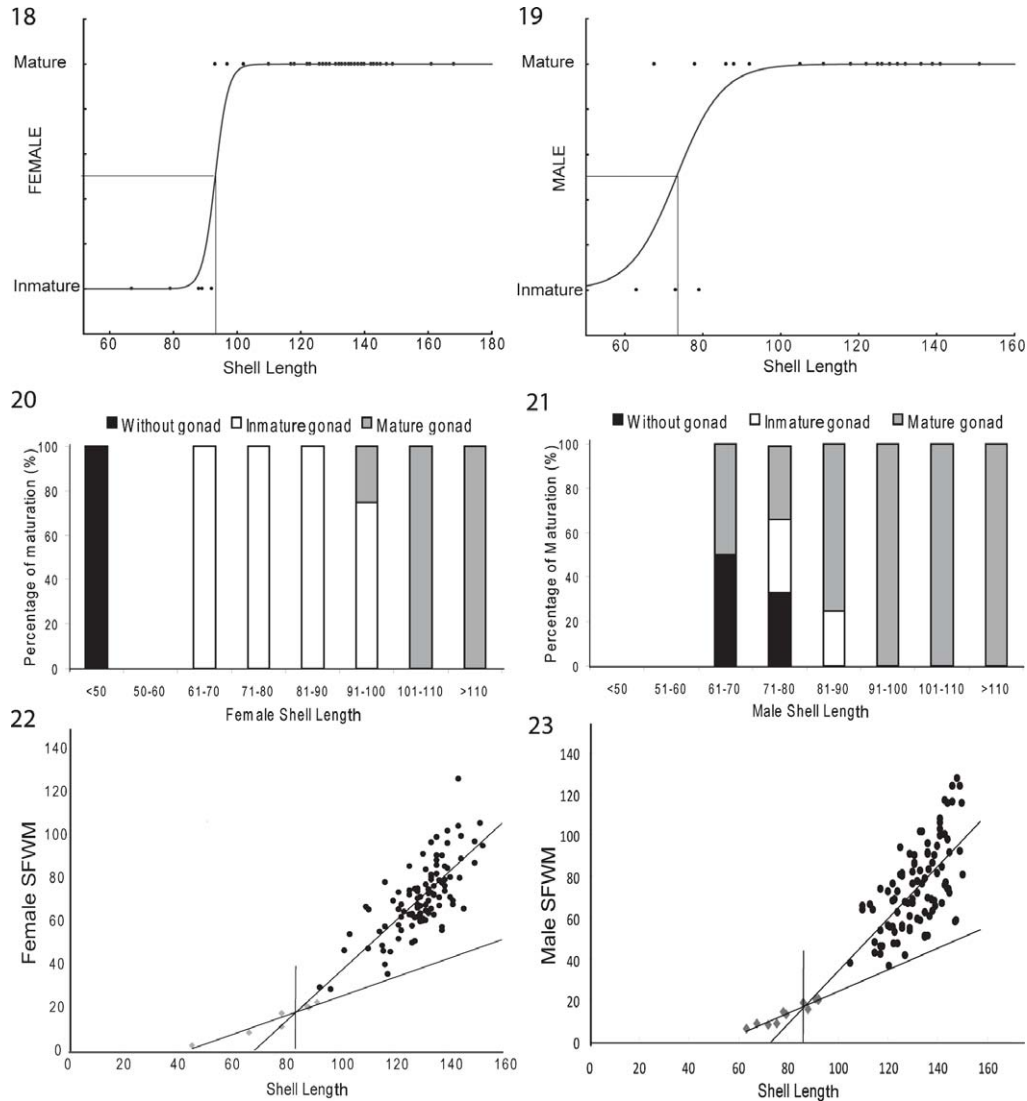 18
Mature
FEMALE
Inmature
60 80 100 120 140 160 180
Shell Length
19
Mature
MALE
Inmature
60 80 100 120 140 160
Shell Length
20
Without gonad Inmature gonad Mature gonad
Percentage of maturation (%)
100
80
60
40
20
0
<50 50-60 61-70 71-80 81-90 91-100 101-110 >110
Female Shell Length
21
Without gonad Inmature gonad Mature gonad
Percentage of Maturation (%)
100
80
60
40
20
0
<50 51-60 61-70 71-80 81-90 91-100 101-110 >110
Male Shell Length
22
Female SFWM
140
120
100
80
60
40
20
0
0 20 40 60 80 100 120 140 160
Shell Length
23
Male SFWM
140
120
100
80
60
40
20
0
0 20 40 60 80 100 120 140 160
Shell Length